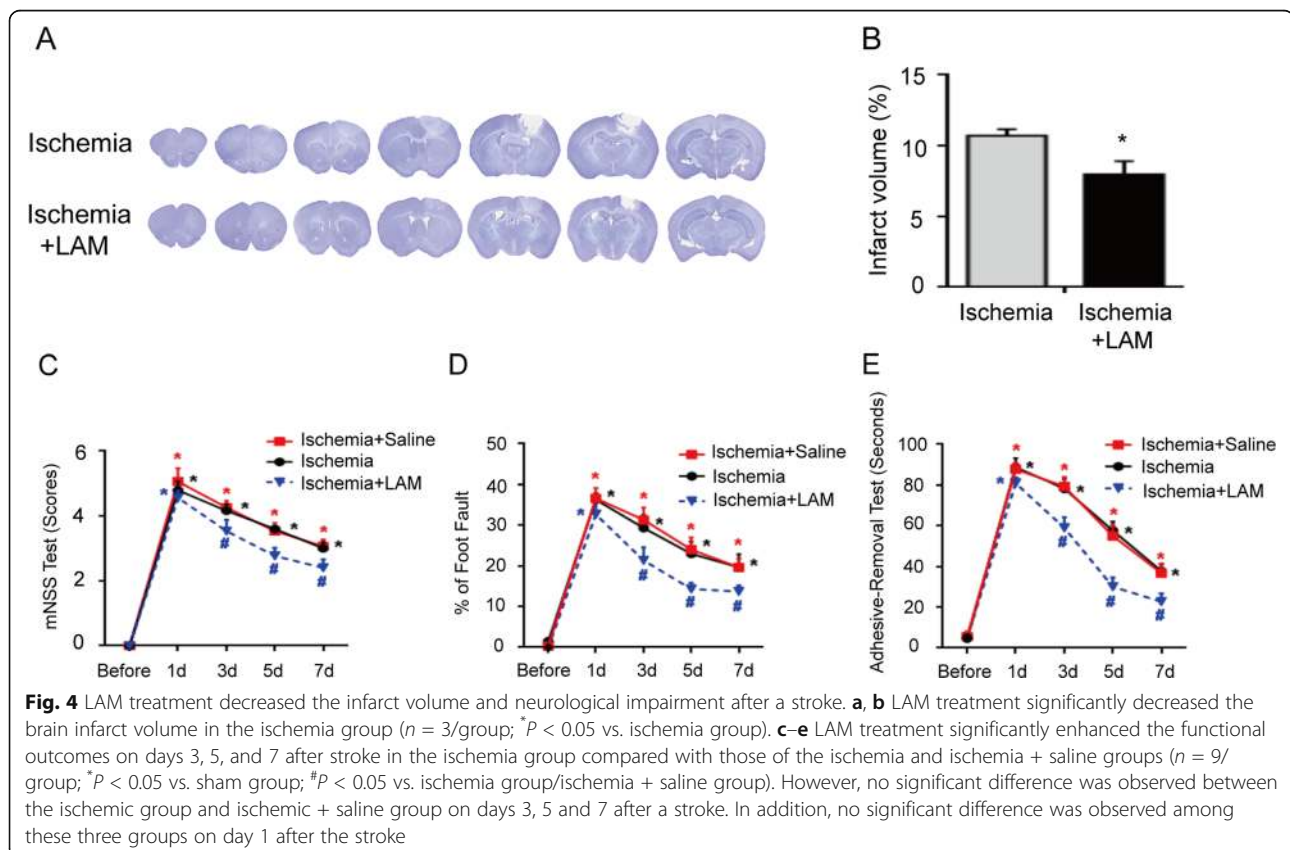 A
Ischemia
Ischemia
+LAM
B
Infarct volume (%)
15
10
5
0
*
Ischemia
Ischemia
+LAM
C
mNSS Test (Scores)
6
4
2
0
Ischemia+Saline
Ischemia
Ischemia+LAM
* * *
* *
#
* *
#
* *
#
Before 1d 3d 5d 7d
D
% of Foot Fault
50
40
30
20
10
0
Ischemia+Saline
Ischemia
Ischemia+LAM
* * *
* *
#
* *
#
* *
#
Before 1d 3d 5d 7d
E
Adhesive-Removal Test (Seconds)
100
80
60
40
20
0
Ischemia+Saline
Ischemia
Ischemia+LAM
* * *
* *
#
* *
#
* *
#
Before 1d 3d 5d 7d
Fig. 4 LAM treatment decreased the infarct volume and neurological impairment after a stroke. a, b LAM treatment significantly decreased the
brain infarct volume in the ischemia group (n = 3/group; *P < 0.05 vs. ischemia group). c–e LAM treatment significantly enhanced the functional
outcomes on days 3, 5, and 7 after stroke in the ischemia group compared with those of the ischemia and ischemia + saline groups (n = 9/
group; *P < 0.05 vs. sham group; #P < 0.05 vs. ischemia group/ischemia + saline group). However, no significant difference was observed between
the ischemic group and ischemic + saline group on days 3, 5 and 7 after a stroke. In addition, no significant difference was observed among
these three groups on day 1 after the stroke